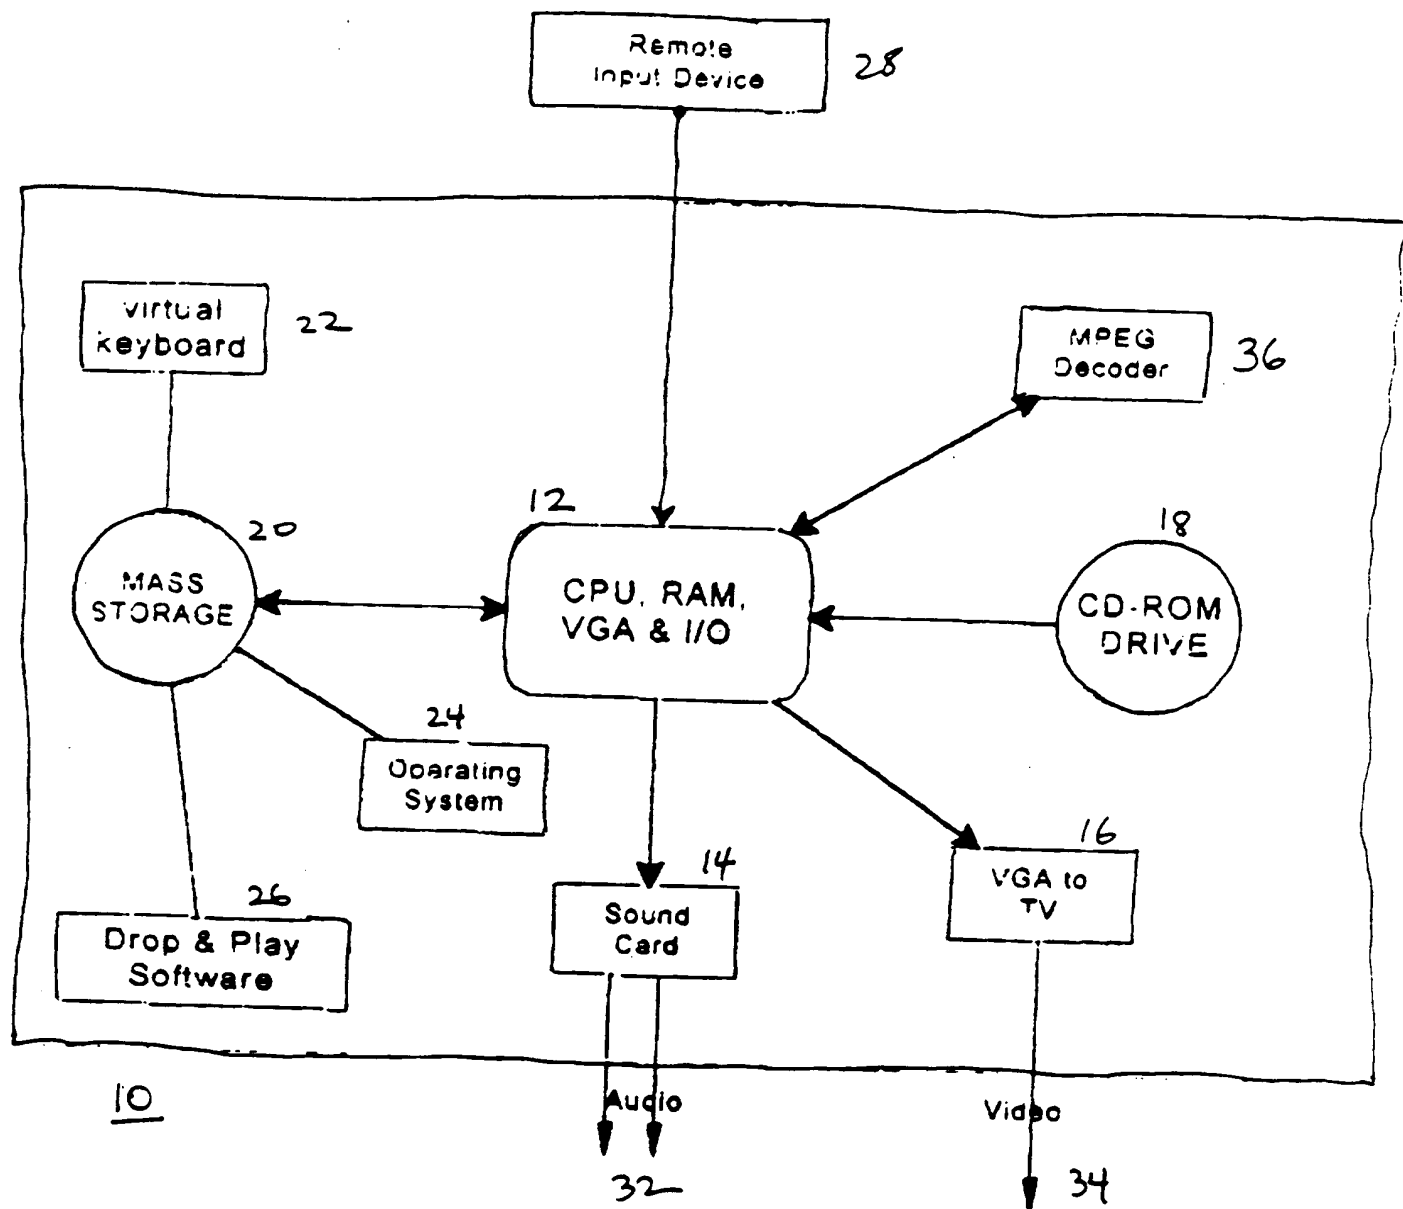 Remote
Input Device
28
Virtual
keyboard
22
MPEG
Decoder
36
12
20
18
MASS
STORAGE
CPU, RAM,
VGA & I/O
CD-ROM
DRIVE
24
Operating
System
16
14
VGA to
TV
26
Sound
Card
Drop & Play
Software
10
Audio
Video
32
34